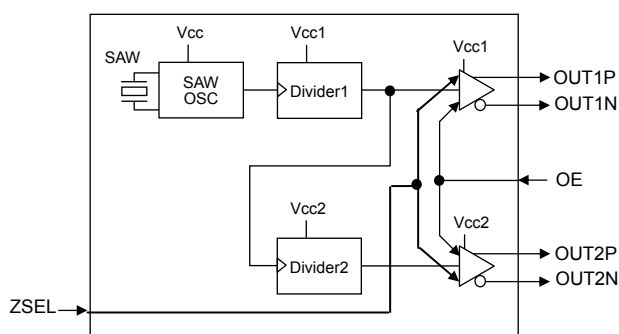 Vcc
Vcc1
Vcc1
SAW
SAW
OSC
Divider1
OUT1P
OUT1N
OE
Vcc2
Vcc2
Divider2
OUT2P
OUT2N
ZSEL